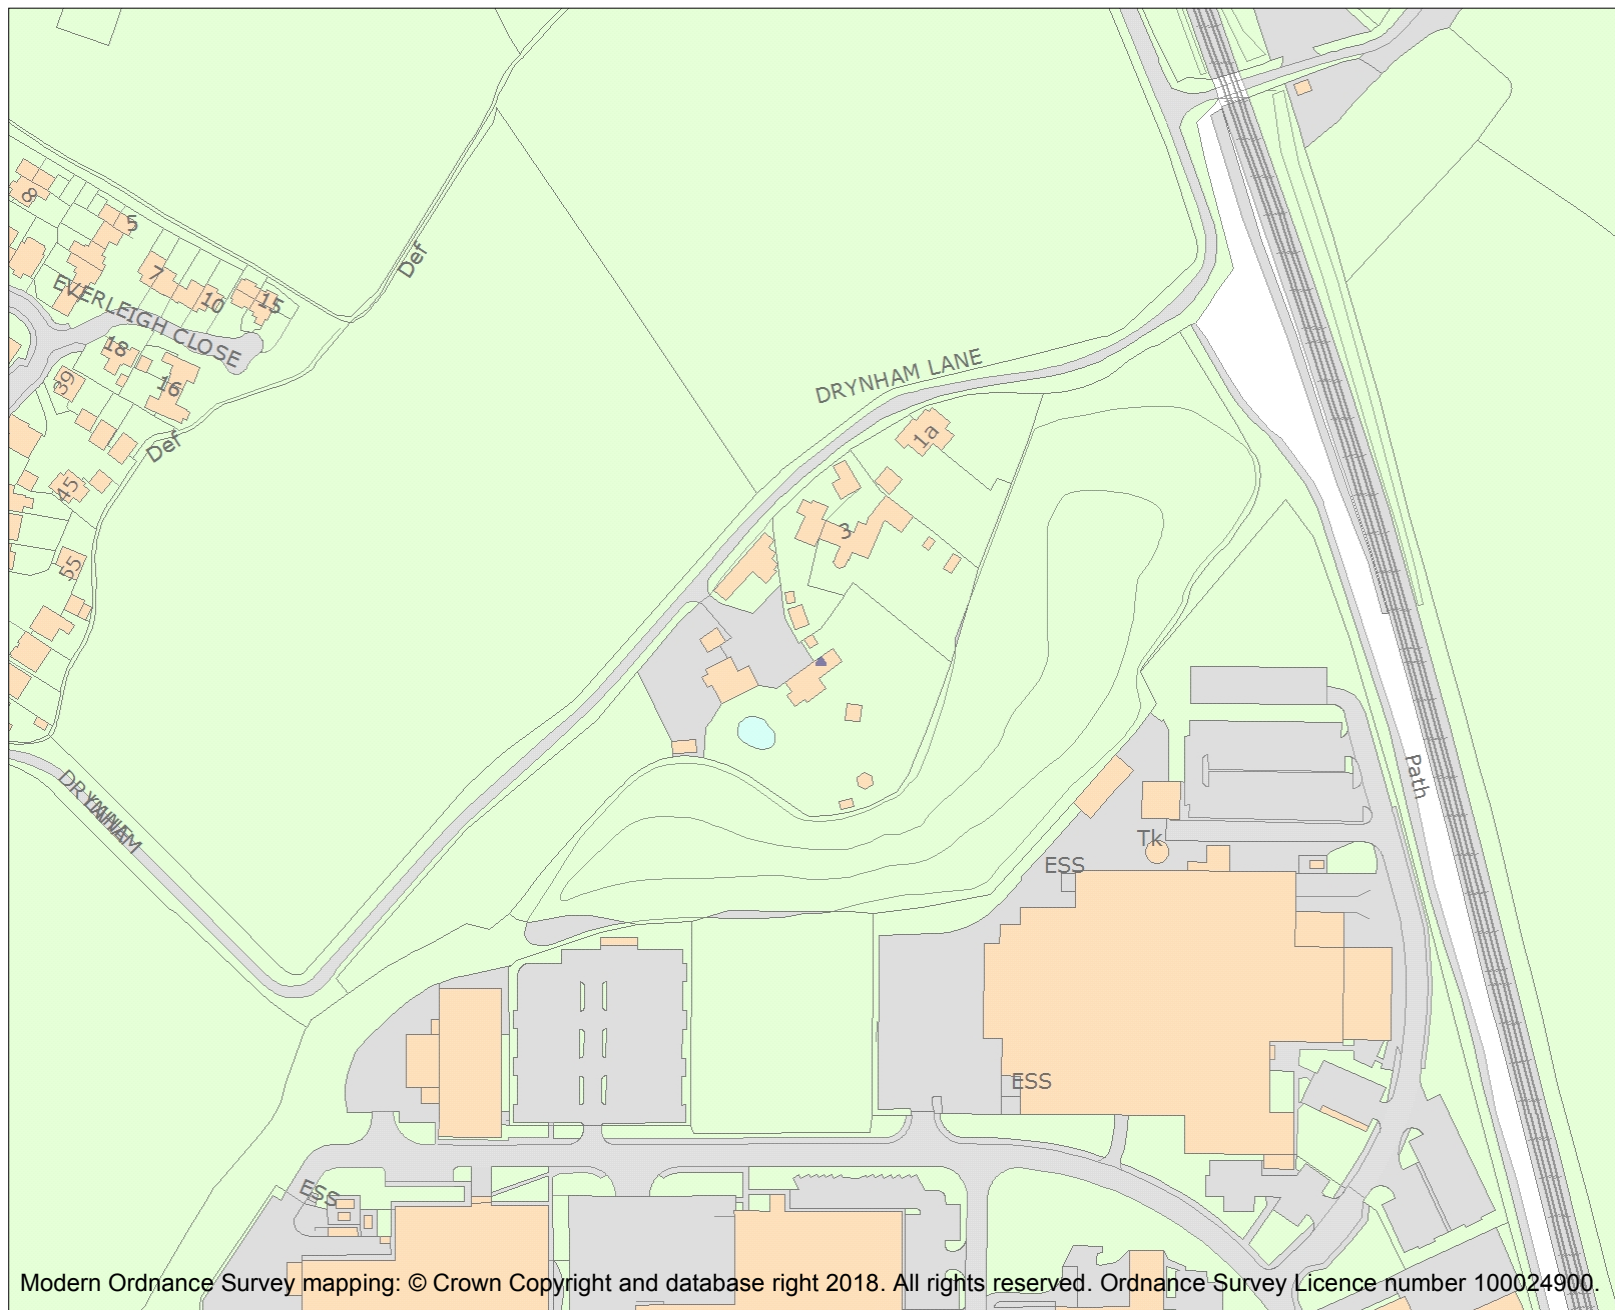 8
5
7
10
15
EVERLEIGH CLOSE
18
16
39
Def
Def
45
55
DRYNHAM LANE
1a
3
DRYNHAM
Path
Tk
ESS
ESS
ESS
Modern Ordnance Survey mapping: © Crown Copyright and database right 2018. All rights reserved. Ordnance Survey Licence number 100024900.